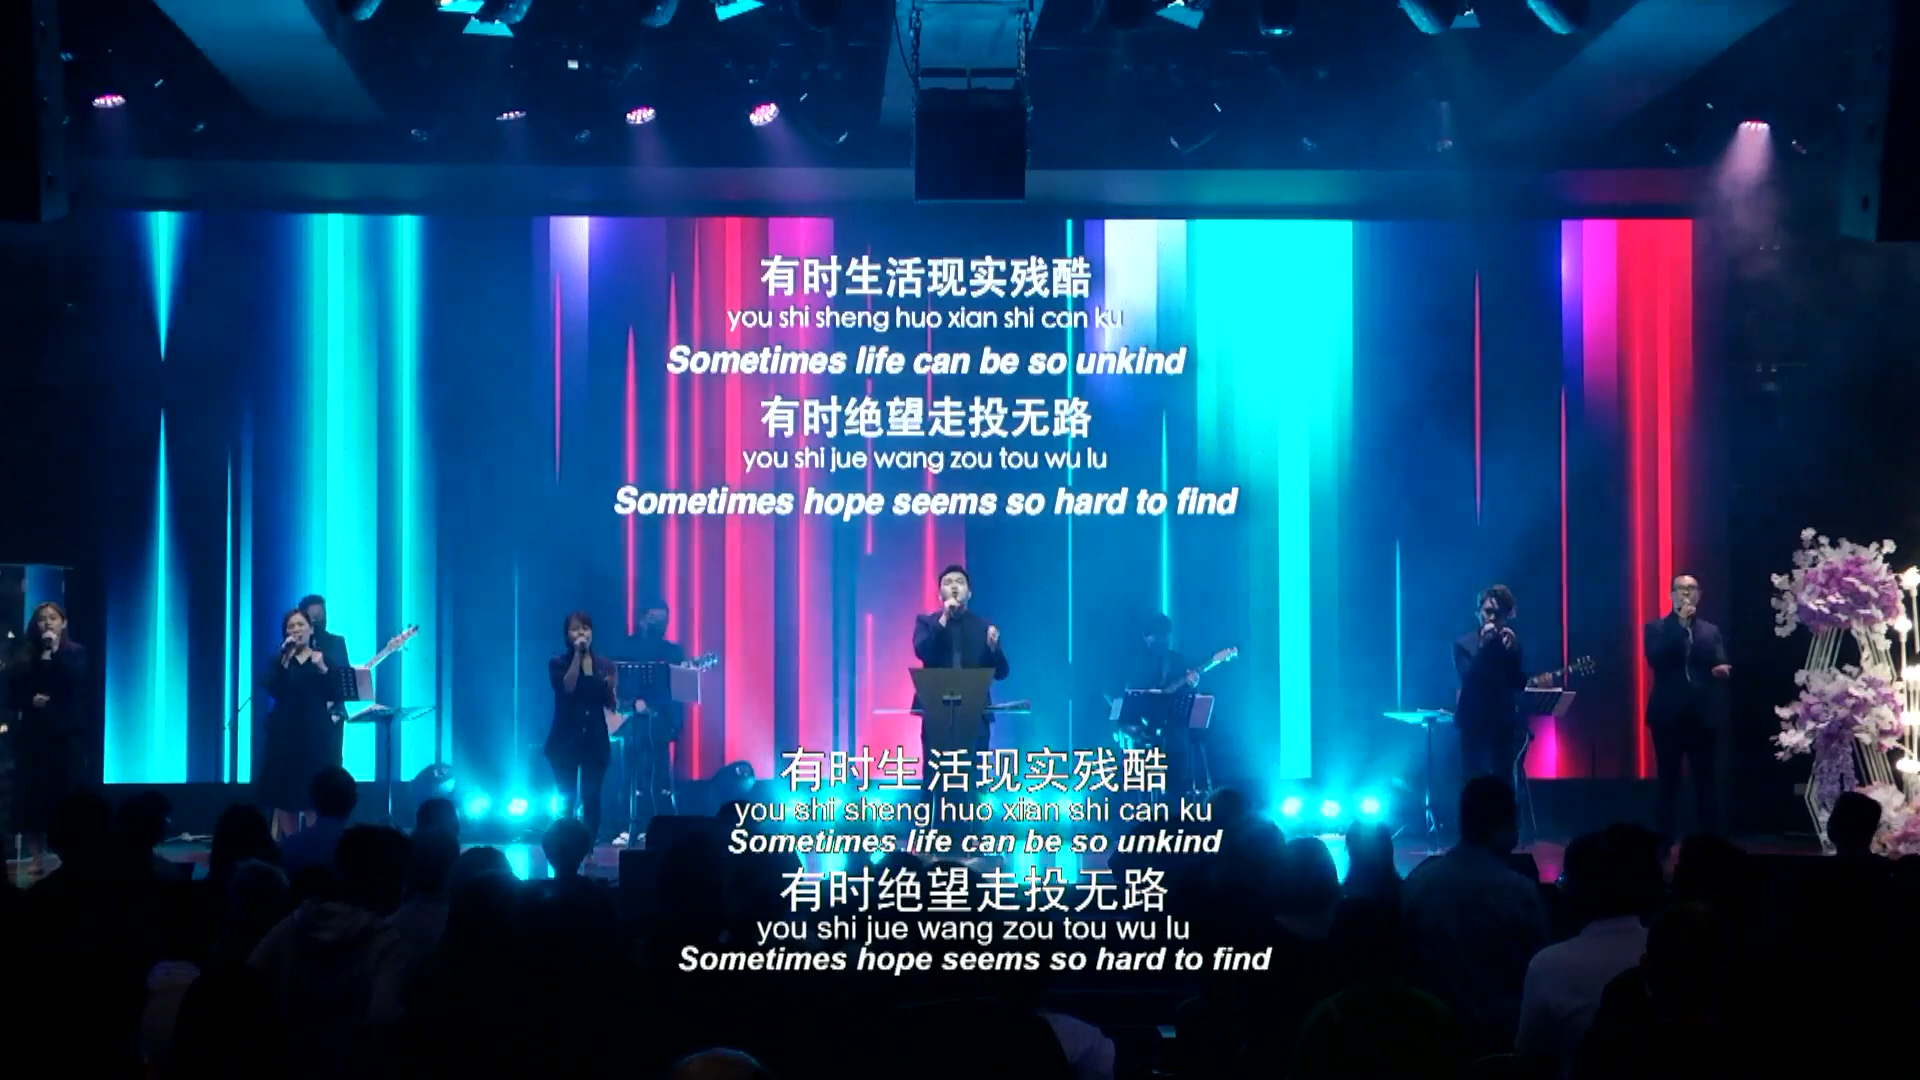 有时生活现实残酷
you shi sheng huo xian shi can ku
Sometimes life can be so unkind
有时绝望走投无路
you shi jue wang zou tou wu lu
Sometimes hope seems so hard to find
有时生活现实残酷
you shi sheng huo xian shi can ku
Sometimes life can be so unkind
有时绝望走投无路
you shi jue wang zou tou wu lu
Sometimes hope seems so hard to find